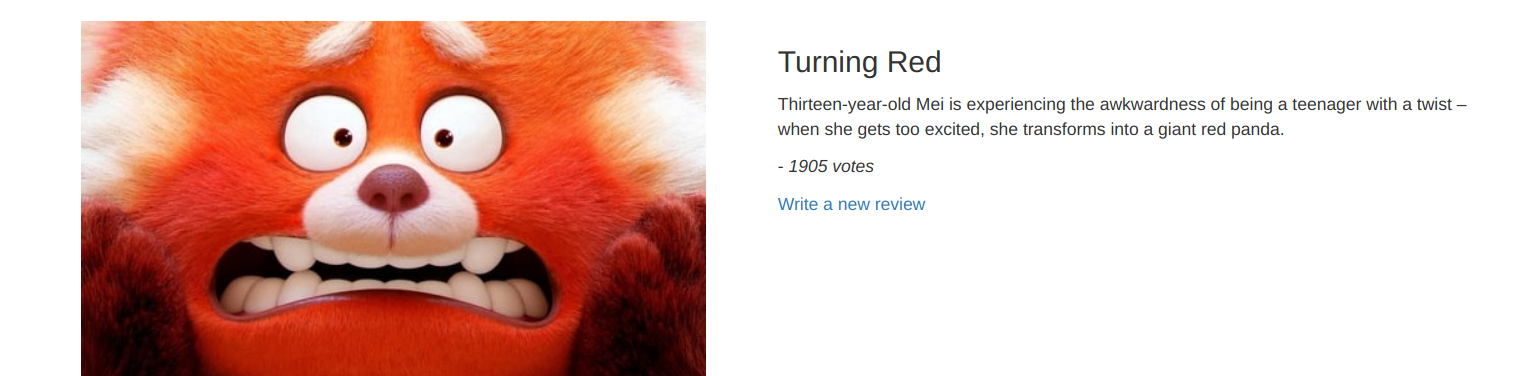 Turning Red
Thirteen-year-old Mei is experiencing the awkwardness of being a teenager with a twist –
when she gets too excited, she transforms into a giant red panda.
- 1905 votes
Write a new review